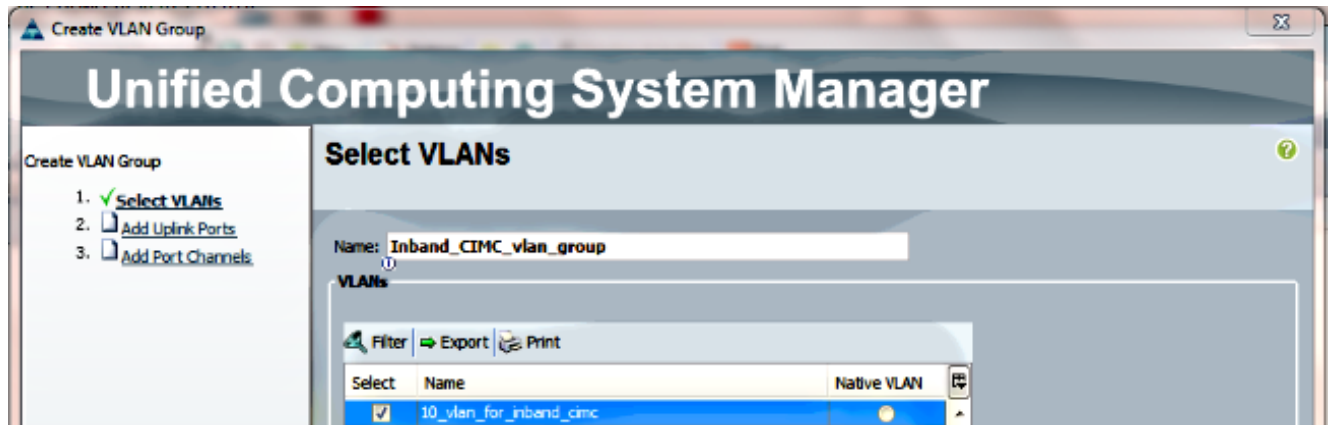 Create VLAN Group
Unified Computing System Manager
Create VLAN Group
1. Select VLANs
2. Add Uplink Ports
3. Add Port Channels
Select VLANs
Name: Inband_CIMC_vlan_group
VLANs
Filter Export Print
Select Name Native VLAN
10_vlan_for_inband_cimc